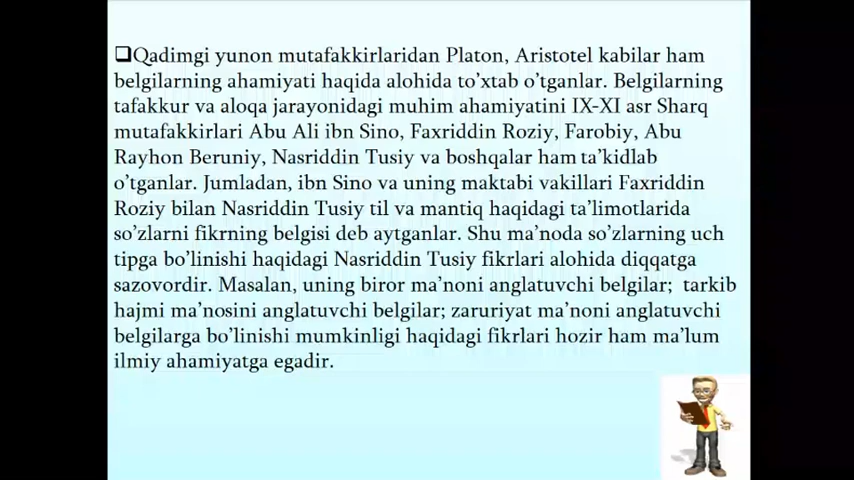 ❑Qadimgi yunon mutafakkirlaridan Platon, Aristotel kabilar ham
belgilarning ahamiyati haqida alohida to’xtab o’tganlar. Belgilarning
tafakkur va aloqa jarayonidagi muhim ahamiyatini IX-XI asr Sharq
mutafakkirlari Abu Ali ibn Sino, Faxriddin Roziy, Farobiy, Abu
Rayhon Beruniy, Nasriddin Tusiy va boshqalar ham ta’kidlab
o’tganlar. Jumladan, ibn Sino va uning maktabi vakillari Faxriddin
Roziy bilan Nasriddin Tusiy til va mantiq haqidagi ta’limotlarida
so’zlarni fikrning belgisi deb aytganlar. Shu ma’noda so’zlarning uch
tipga bo’linishi haqidagi Nasriddin Tusiy fikrlari alohida diqqatga
sazovordir. Masalan, uning biror ma’noni anglatuvchi belgilar; tarkib
hajmi ma’nosini anglatuvchi belgilar; zaruriyat ma’noni anglatuvchi
belgilarga bo’linishi mumkinligi haqidagi fikrlari hozir ham ma’lum
ilmiy ahamiyatga egadir.